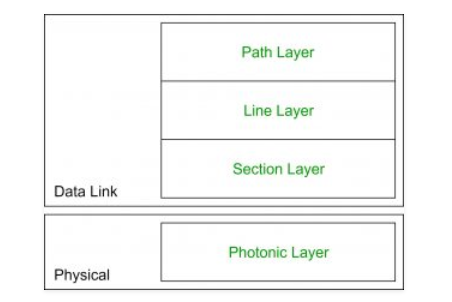 Path Layer
Line Layer
Section Layer
Data Link
Photonic Layer
Physical